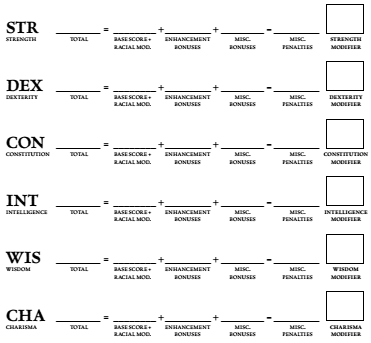 STR = + + -
STRENGTH TOTAL BASE SCORE + ENHANCEMENT MISC. MISC. STRENGTH
RACIAL MOD. BONUSES BONUSES PENALTIES MODIFIER
DEX = + + -
DEXTERITY TOTAL BASE SCORE + ENHANCEMENT MISC. MISC. DEXTERITY
RACIAL MOD. BONUSES BONUSES PENALTIES MODIFIER
CON = + + -
CONSTITUTION TOTAL BASE SCORE + ENHANCEMENT MISC. MISC. CONSTITUTION
RACIAL MOD. BONUSES BONUSES PENALTIES MODIFIER
INT = + + -
INTELLIGENCE TOTAL BASE SCORE + ENHANCEMENT MISC. MISC. INTELLIGENCE
RACIAL MOD. BONUSES BONUSES PENALTIES MODIFIER
WIS = + + -
WISDOM TOTAL BASE SCORE + ENHANCEMENT MISC. MISC. WISDOM
RACIAL MOD. BONUSES BONUSES PENALTIES MODIFIER
CHA = + + -
CHARISMA TOTAL BASE SCORE + ENHANCEMENT MISC. MISC. CHARISMA
RACIAL MOD. BONUSES BONUSES PENALTIES MODIFIER